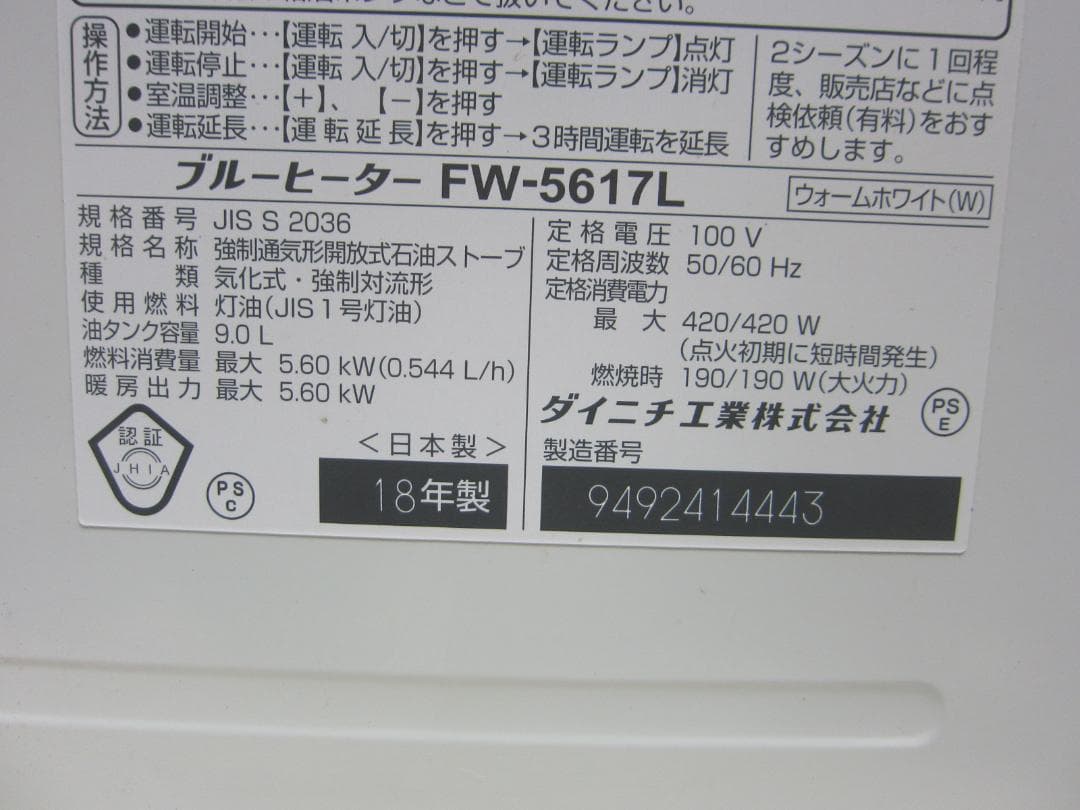 操作方法
●運転開始…【運転 入/切】を押す→【運転ランプ】点灯
●運転停止…【運転 入/切】を押す→【運転ランプ】消灯
●室温調整…【+】、【−】を押す
●運転延長…【運転延長】を押す→3時間運転を延長
2シーズンに1回程
度、販売店などに点
検依頼(有料)をおす
すめします。
ブルーヒーター FW-5617L
ウォームホワイト(W)
規格番号 JIS S 2036
規格名称 強制通気形開放式石油ストーブ
種類 気化式・強制対流形
使用燃料 灯油(JIS1号灯油)
油タンク容量 9.0 L
燃料消費量 最大 5.60 kW(0.544 L/h)
暖房出力 最大 5.60 kW
認証
JHIA
PS
C
<日本製>
18年製
定格電圧 100 V
定格周波数 50/60 Hz
定格消費電力
最大 420/420 W
(点火初期に短時間発生)
燃焼時 190/190 W(大火力)
ダイニチ工業株式会社
PS
E
製造番号
9492414443